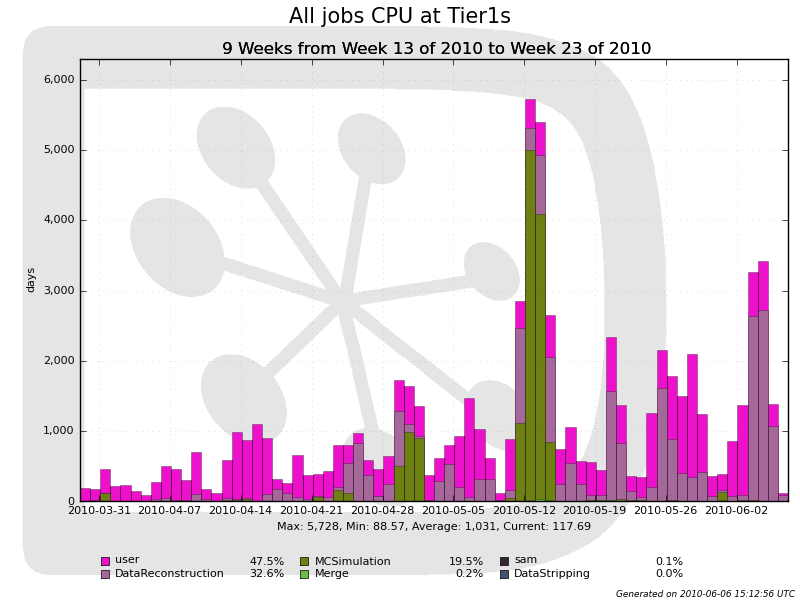 All jobs CPU at Tier1s
9 Weeks from Week 13 of 2010 to Week 23 of 2010
6,000
5,000
4,000
3,000
2,000
1,000
0
days
2010-03-31 2010-04-07 2010-04-14 2010-04-21 2010-04-28 2010-05-05 2010-05-12 2010-05-19 2010-05-26 2010-06-02
Max: 5,728, Min: 88.57, Average: 1,031, Current: 117.69
user 47.5% MCSimulation 19.5% sam 0.1%
DataReconstruction 32.6% Merge 0.2% DataStripping 0.0%
Generated on 2010-06-06 15:12:56 UTC